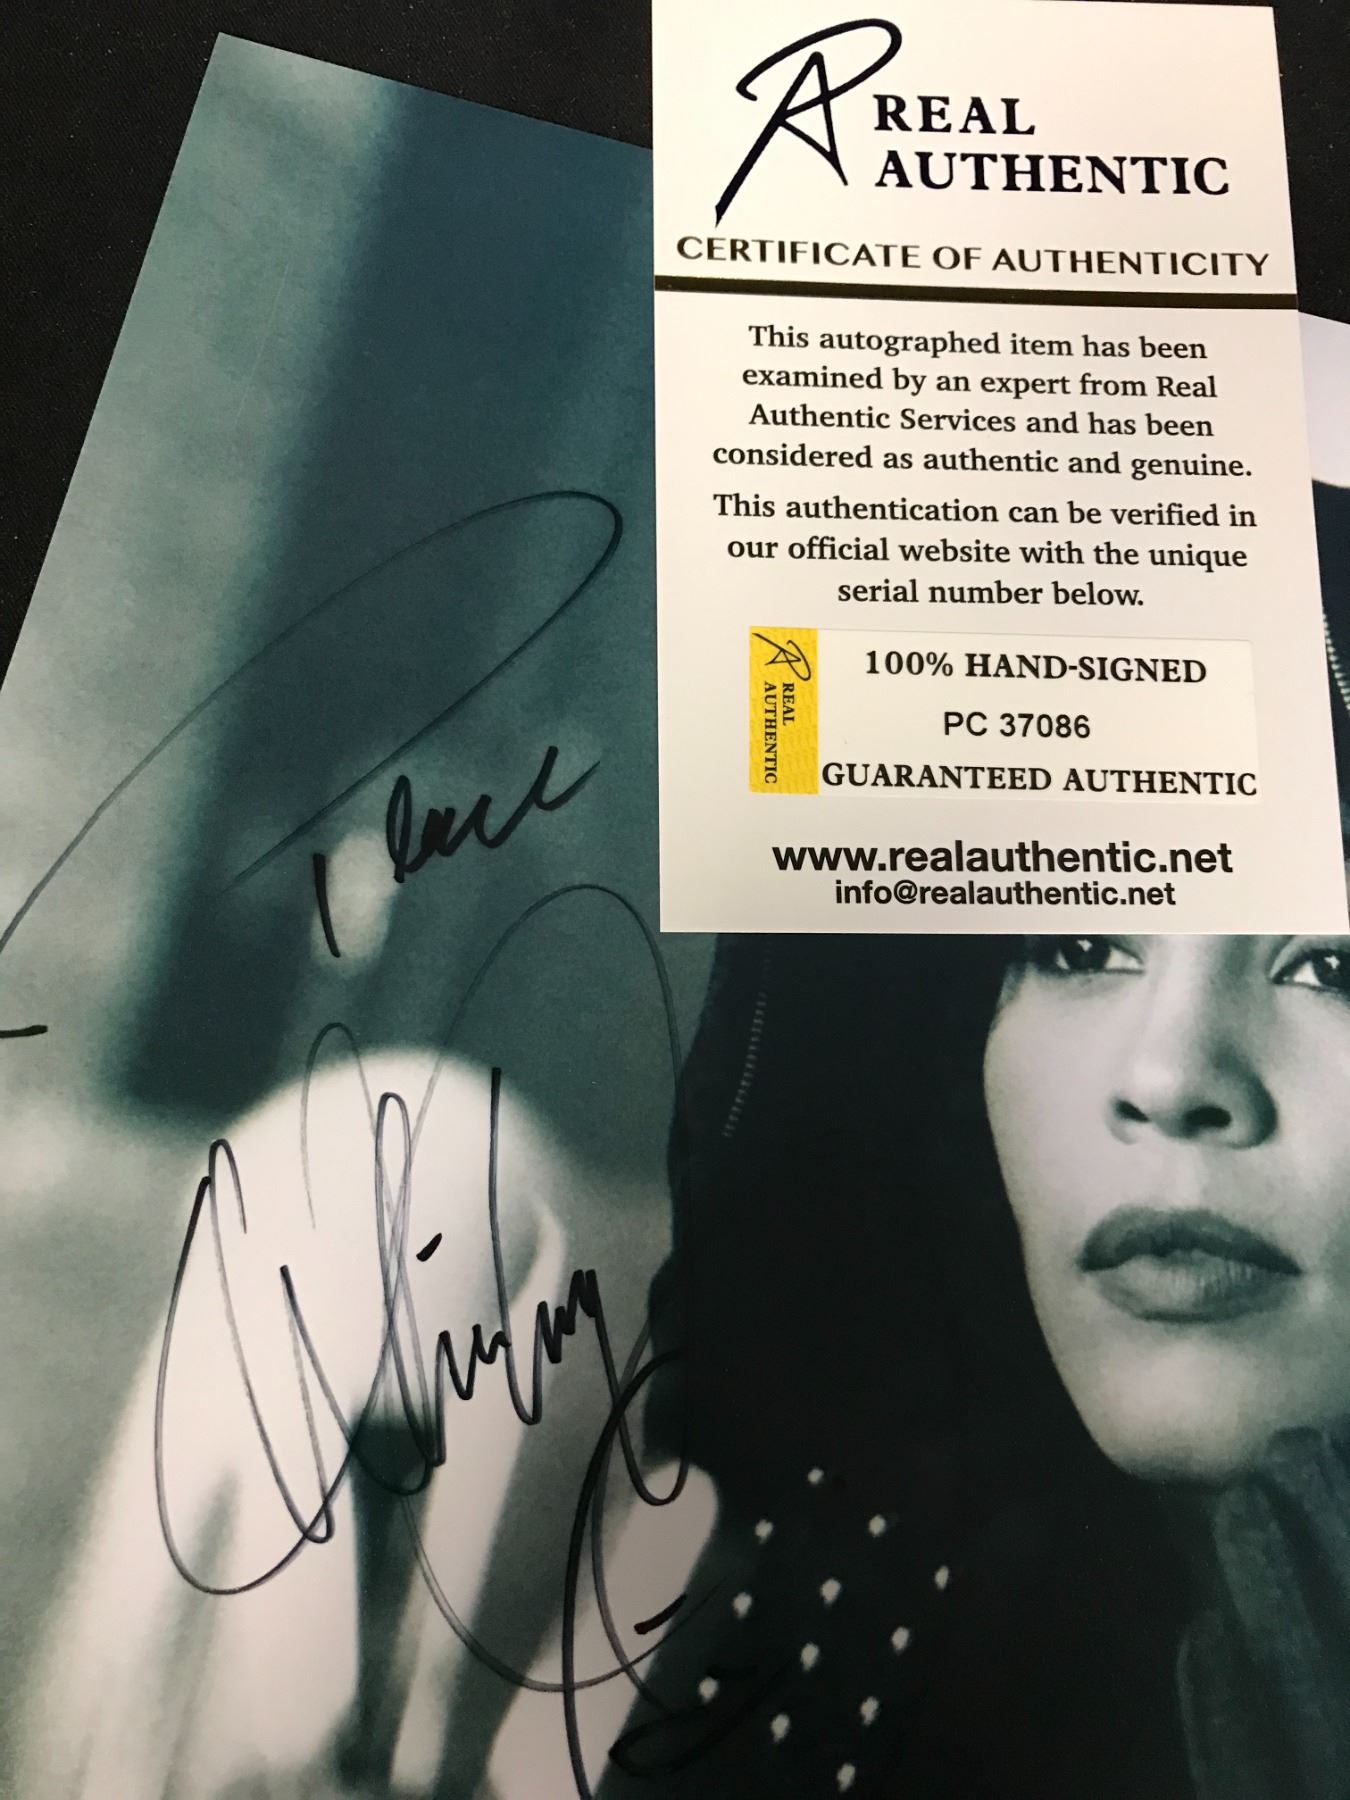 REAL
AUTHENTIC
CERTIFICATE OF AUTHENTICITY
This autographed item has been
examined by an expert from Real
Authentic Services and has been
considered as authentic and genuine.
This authentication can be verified in
our official website with the unique
serial number below.
REAL
AUTHENTIC
100% HAND-SIGNED
PC 37086
GUARANTEED AUTHENTIC
www.realauthentic.net
info@realauthentic.net
Peace